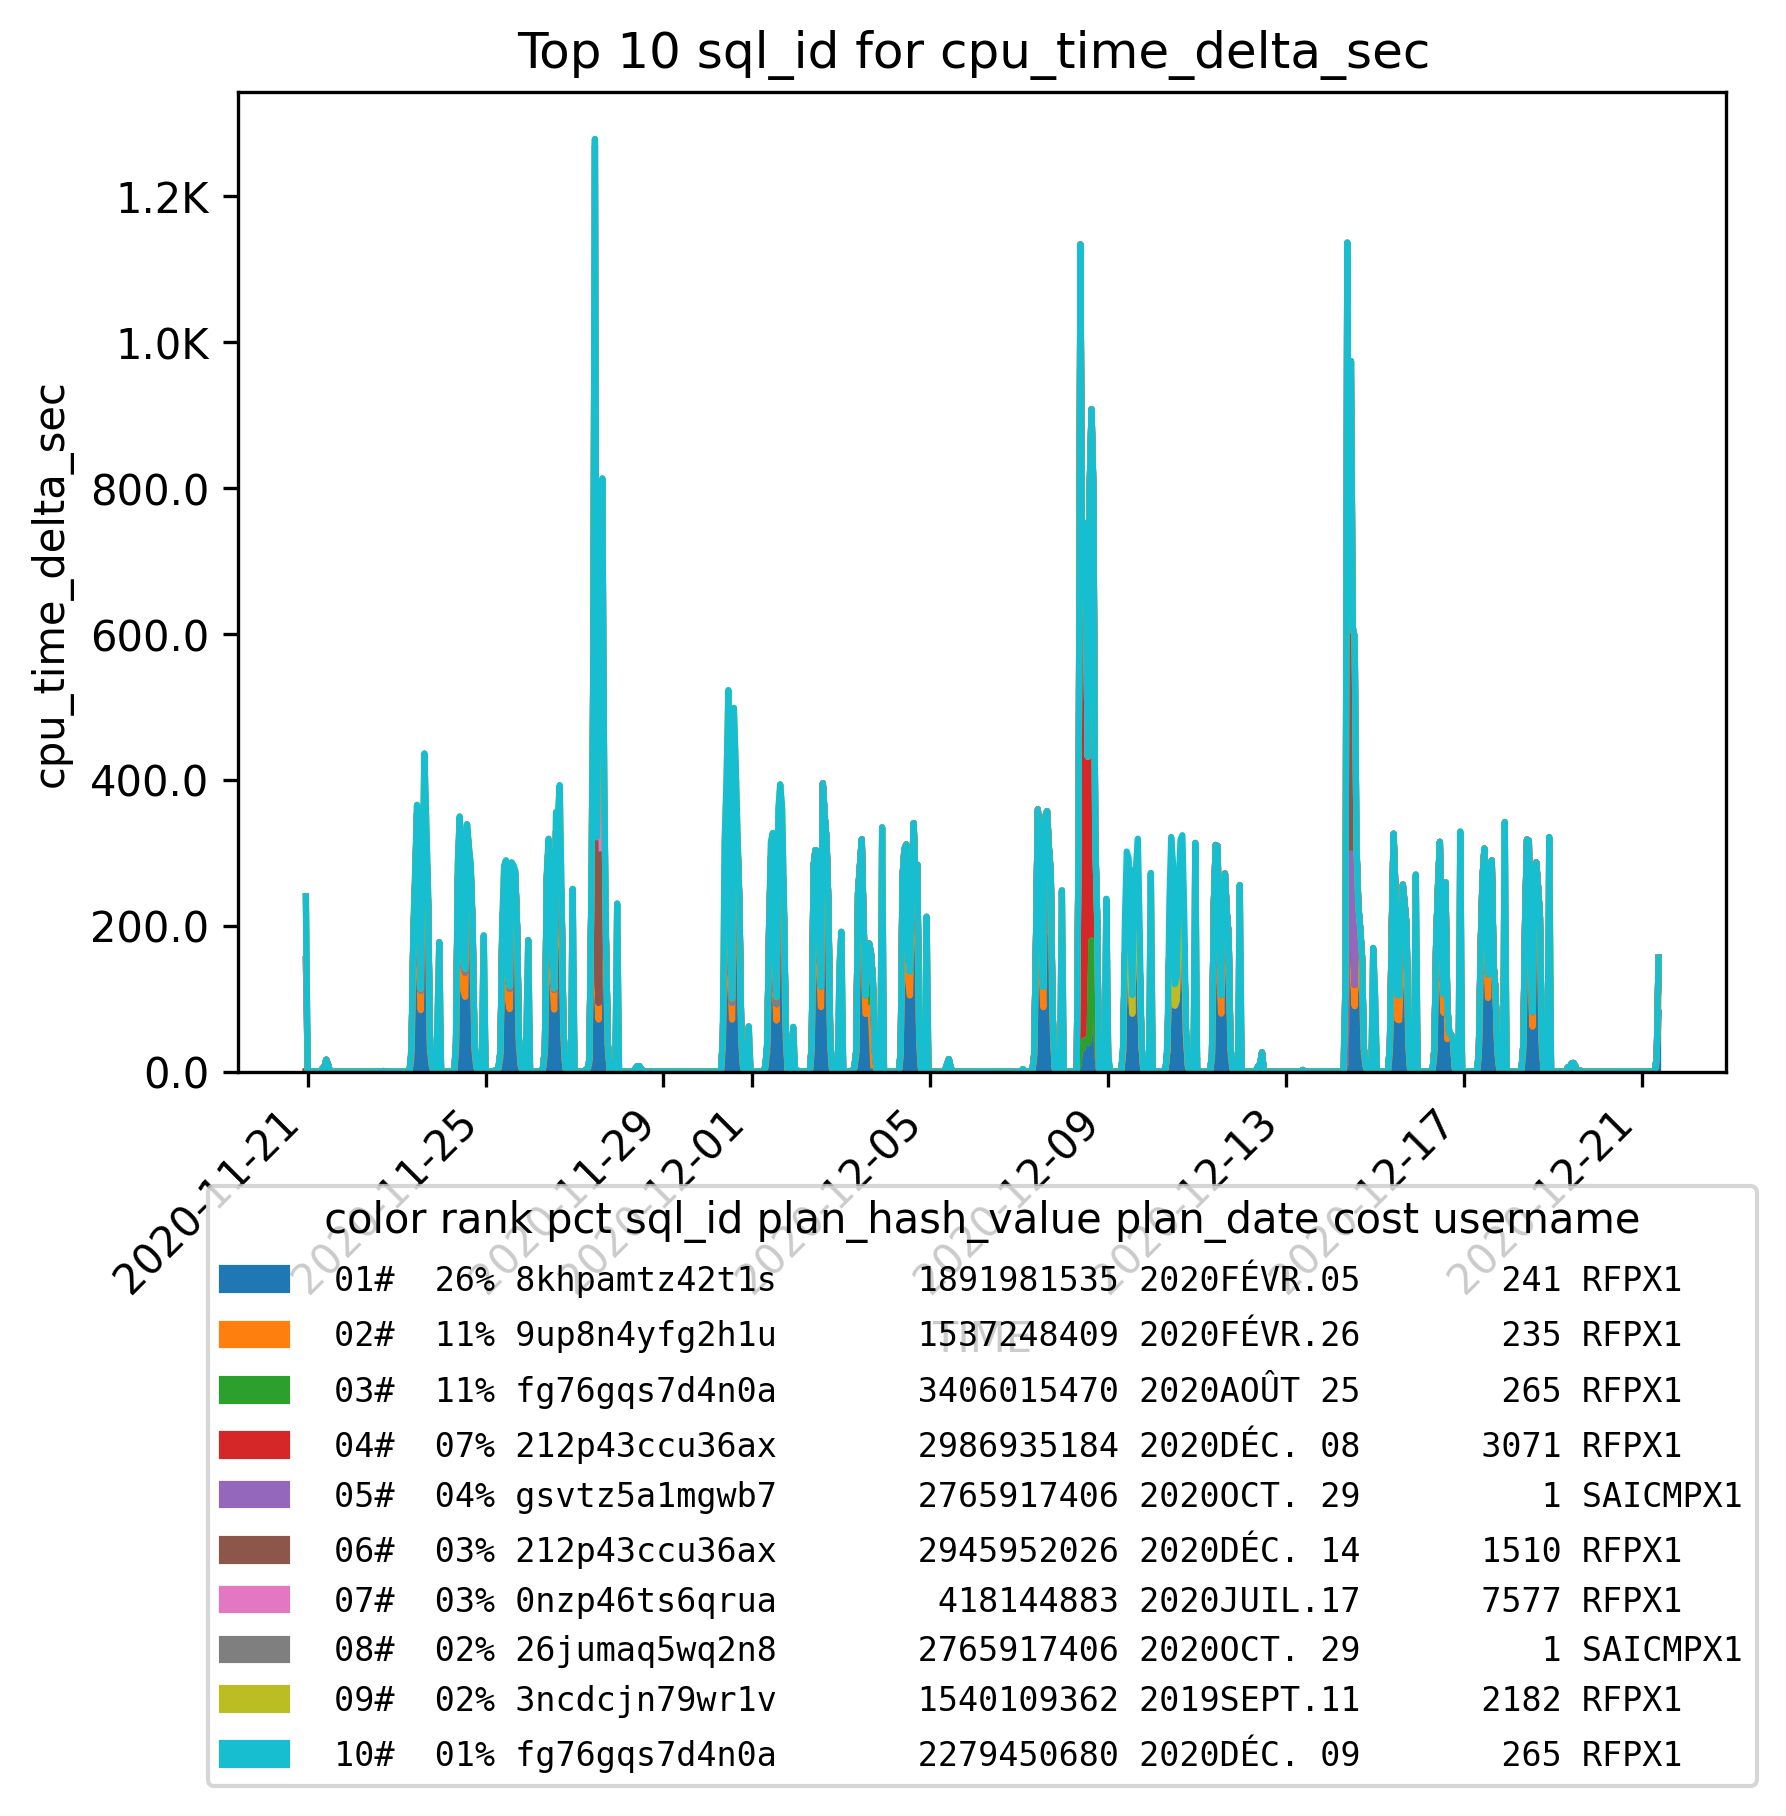 Top 10 sql_id for cpu_time_delta_sec
cpu_time_delta_sec
1.2K
1.0K
800.0
600.0
400.0
200.0
0.0
2020-11-21
2020-11-25
2020-11-29
2020-12-01
2020-12-05
2020-12-09
2020-12-13
2020-12-17
2020-12-21
TIME
color rank pct sql_id plan_hash_value plan_date cost username
01# 26% 8khpamtz42t1s 1891981535 2020FÉVR.05 241 RFPX1
02# 11% 9up8n4yfg2h1u 1537248409 2020FÉVR.26 235 RFPX1
03# 11% fg76gqs7d4n0a 3406015470 2020AOÛT 25 265 RFPX1
04# 07% 212p43ccu36ax 2986935184 2020DÉC. 08 3071 RFPX1
05# 04% gsvtz5a1mgwb7 2765917406 2020OCT. 29 1 SAICMPX1
06# 03% 212p43ccu36ax 2945952026 2020DÉC. 14 1510 RFPX1
07# 03% 0nzp46ts6qrua 418144883 2020JUIL.17 7577 RFPX1
08# 02% 26jumaq5wq2n8 2765917406 2020OCT. 29 1 SAICMPX1
09# 02% 3ncdcjn79wr1v 1540109362 2019SEPT.11 2182 RFPX1
10# 01% fg76gqs7d4n0a 2279450680 2020DÉC. 09 265 RFPX1